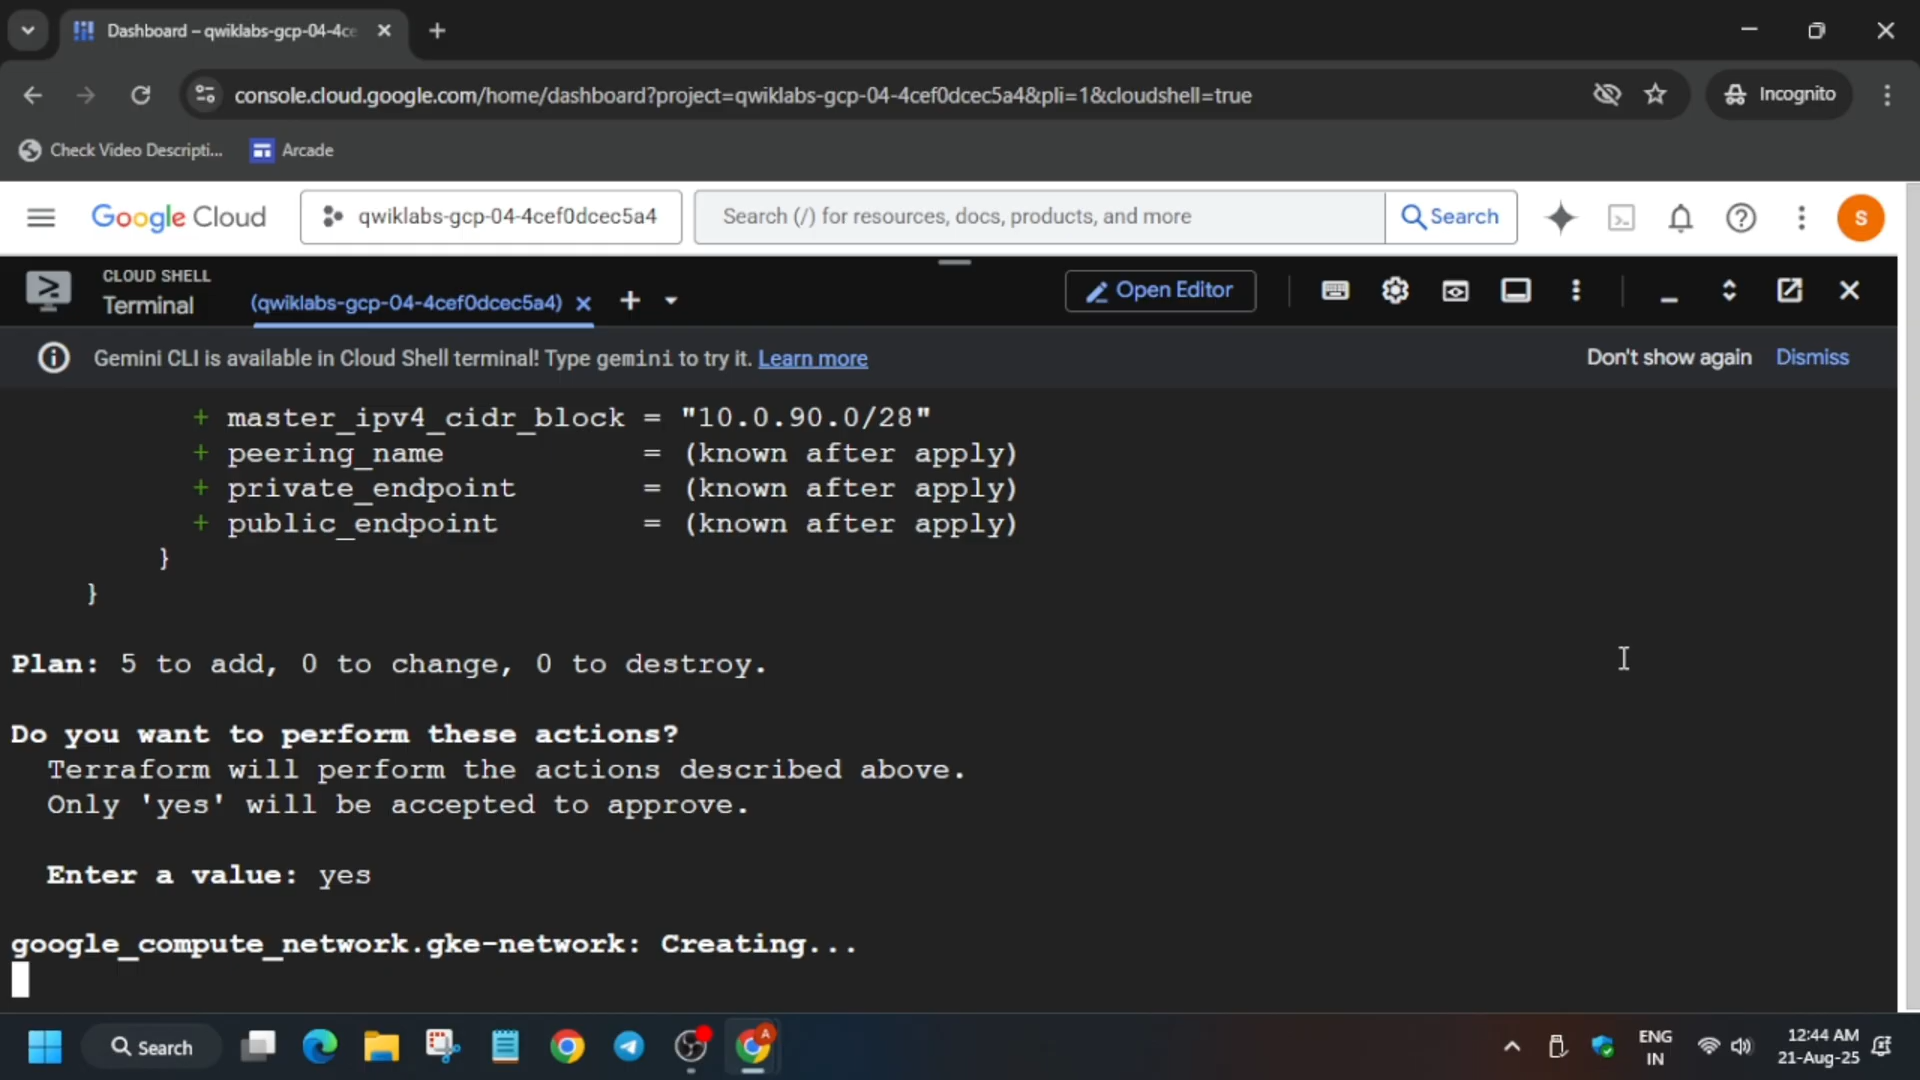 Dashboard – qwiklabs-gcp-04-4ce
console.cloud.google.com/home/dashboard?project=qwiklabs-gcp-04-4cef0dcec5a4&pli=1&cloudshell=true
Incognito
Check Video Descripti...
Arcade
Google Cloud
qwiklabs-gcp-04-4cef0dcec5a4
Search (/) for resources, docs, products, and more
Search
S
CLOUD SHELL
Terminal
(qwiklabs-gcp-04-4cef0dcec5a4)
Open Editor
Gemini CLI is available in Cloud Shell terminal! Type gemini to try it. Learn more
Don't show again
Dismiss
+ master_ipv4_cidr_block = "10.0.90.0/28"
+ peering_name = (known after apply)
+ private_endpoint = (known after apply)
+ public_endpoint = (known after apply)
}
}
Plan: 5 to add, 0 to change, 0 to destroy.
Do you want to perform these actions?
Terraform will perform the actions described above.
Only 'yes' will be accepted to approve.
Enter a value: yes
google_compute_network.gke-network: Creating...
Search
A
ENG
IN
12:44 AM
21-Aug-25